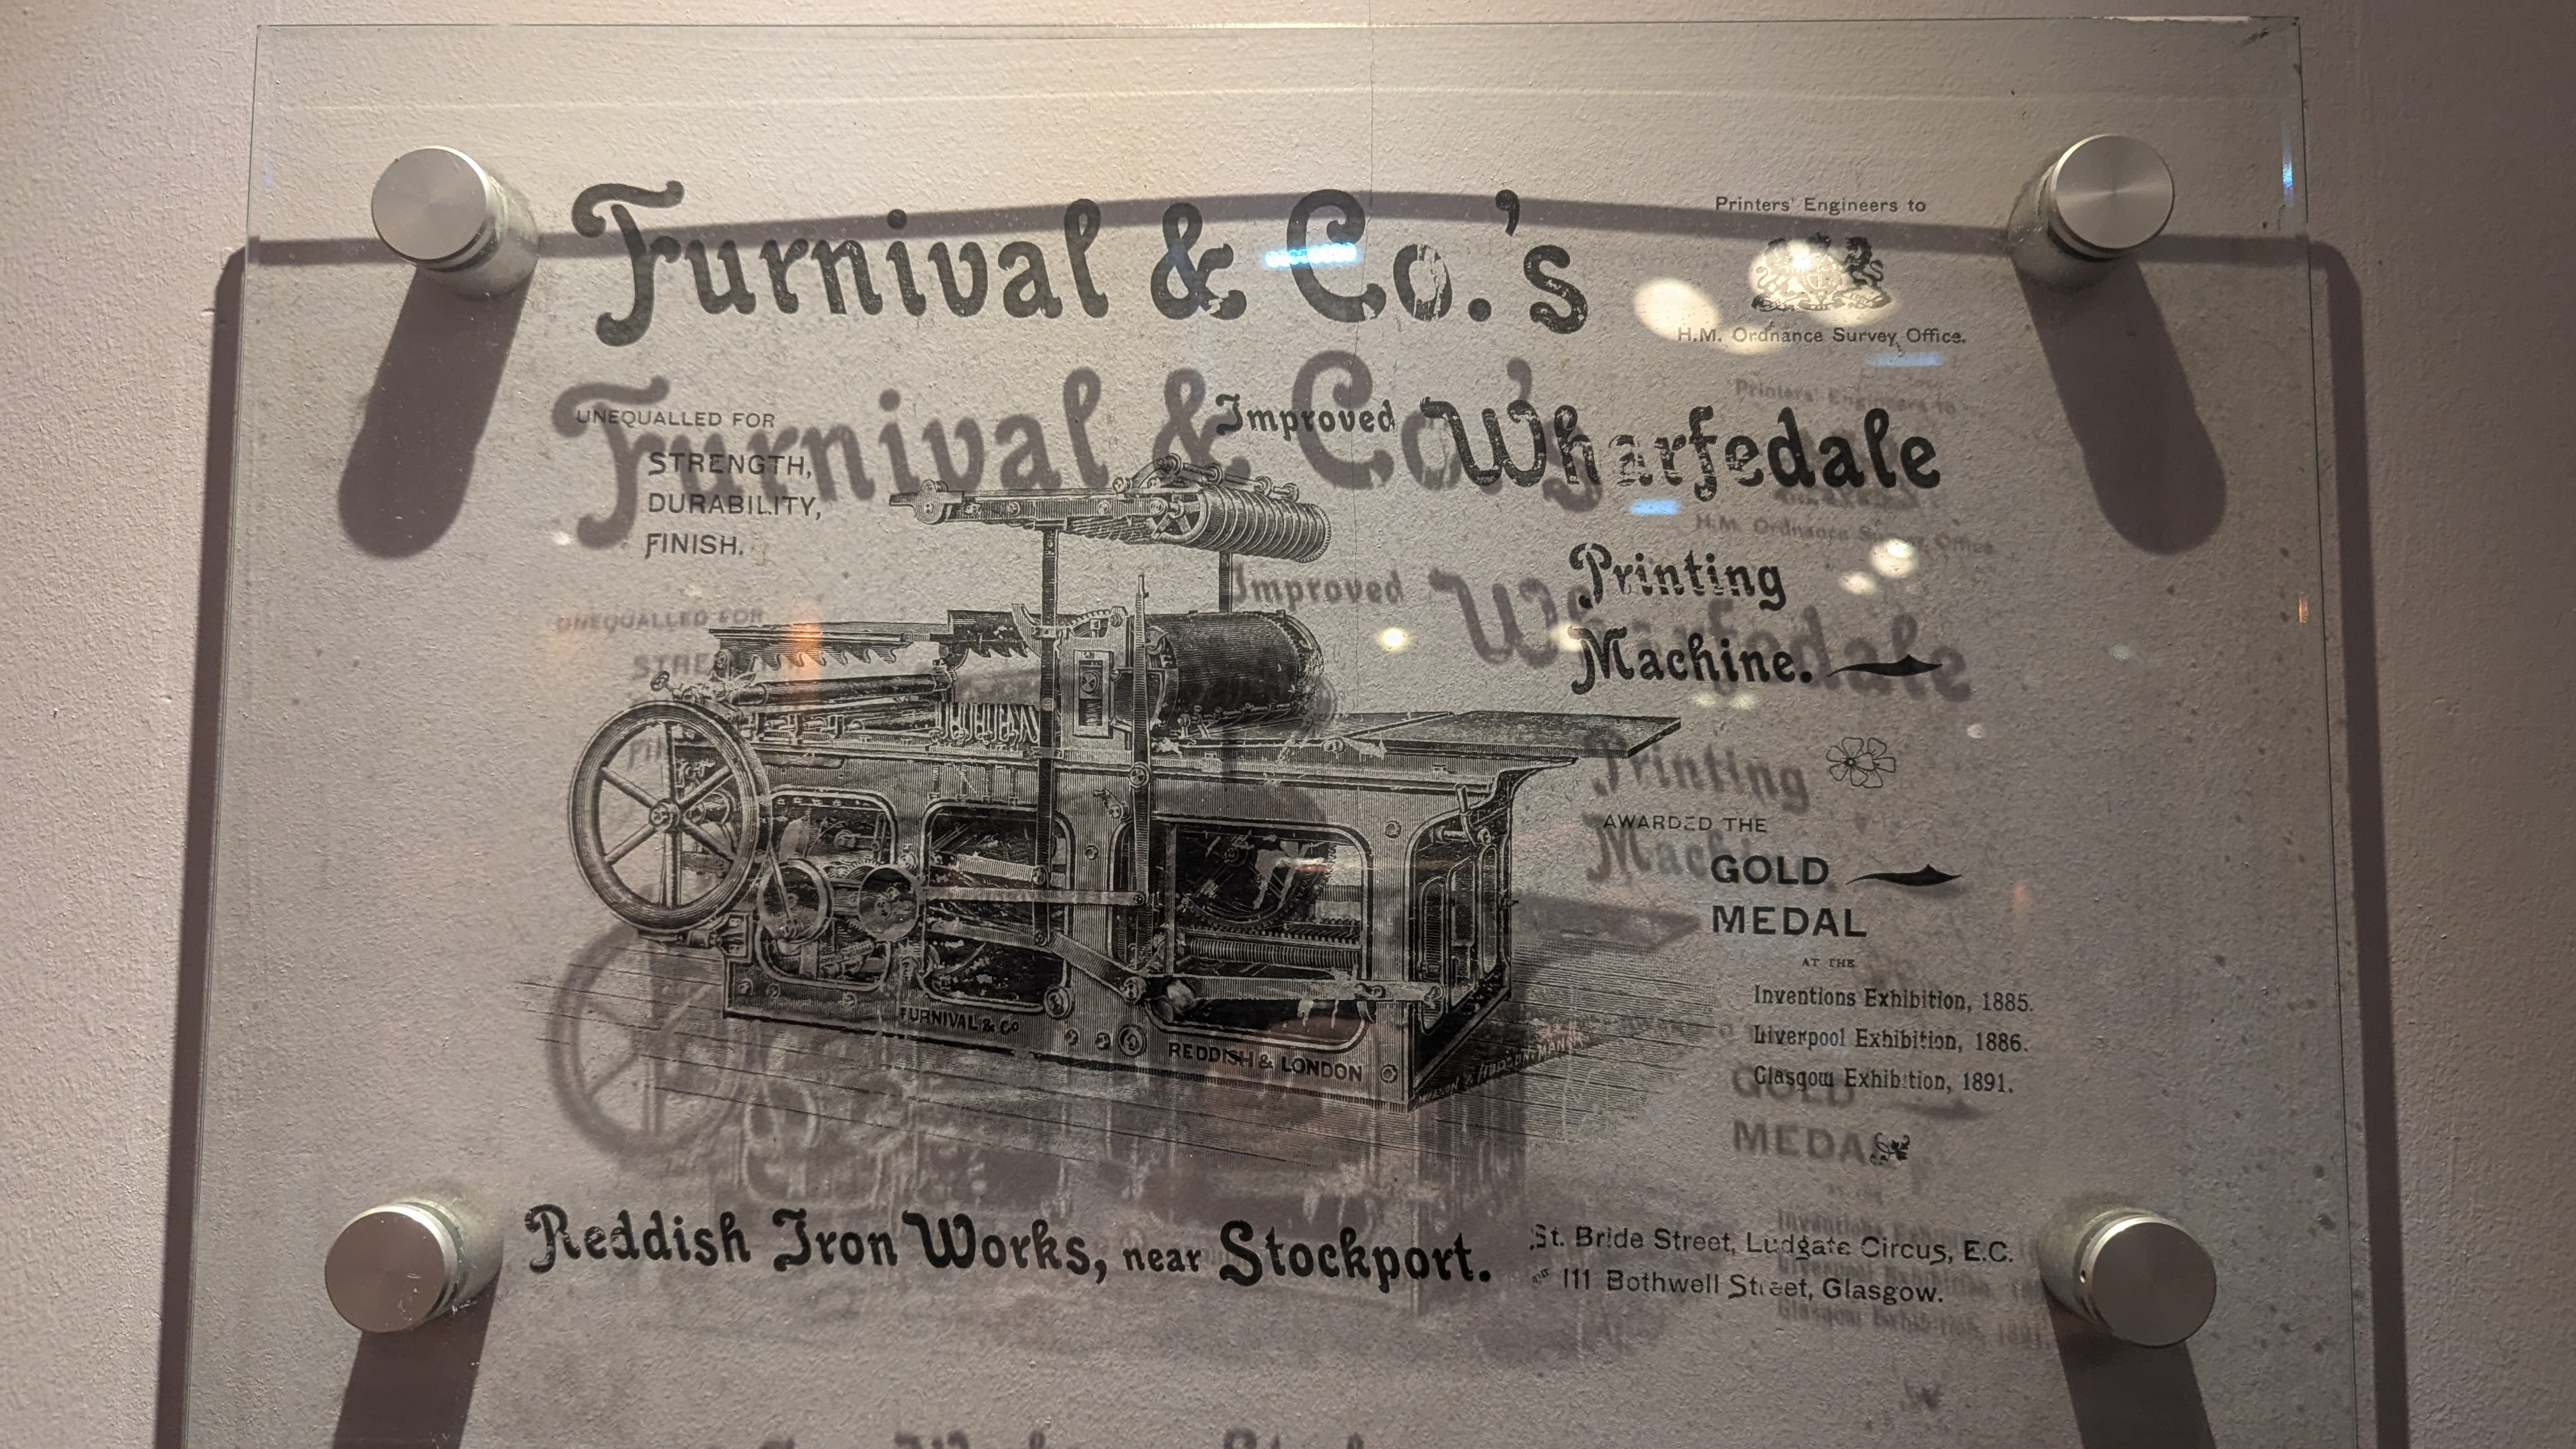 Furnival & Co.'s
Printers' Engineers to
H.M. Ordnance Survey Office.
UNEQUALLED FOR
STRENGTH,
DURABILITY,
FINISH.
Improved Wharfedale
Printing
Machine.
AWARDED THE
GOLD
MEDAL
AT THE
Inventions Exhibition, 1885.
Liverpool Exhibition, 1886.
Glasgow Exhibition, 1891.
FURNIVAL & Co
REDDISH & LONDON
Reddish Iron Works, near Stockport.
St. Bride Street, Ludgate Circus, E.C.
111 Bothwell Street, Glasgow.